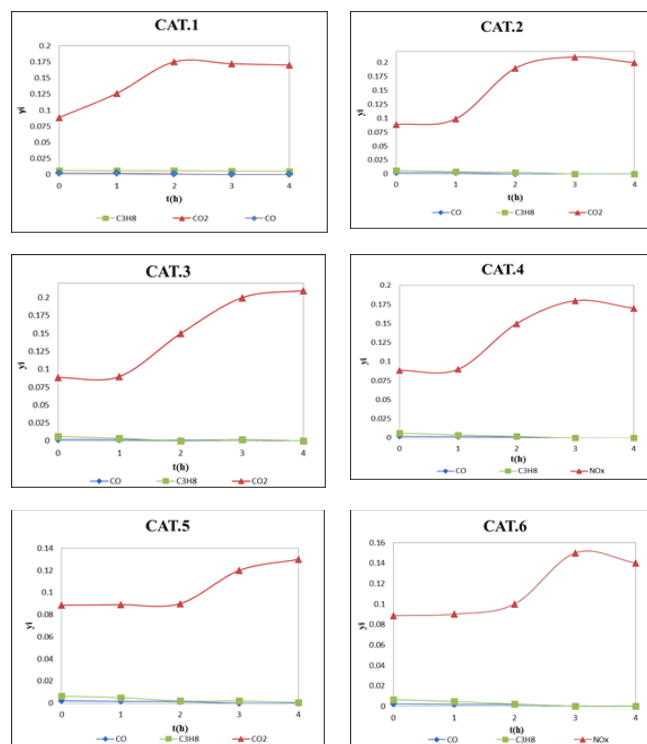 CAT.1
0.2
0.175
0.15
0.125
0.1
0.075
0.05
0.025
0
yi
0 1 2 3 4
t(h)
C3H8 CO2 CO
CAT.2
0.2
0.175
0.15
0.125
0.1
0.075
0.05
0.025
0
yi
0 1 2 3 4
t(h)
CO C3H8 CO2
CAT.3
0.2
0.175
0.15
0.125
0.1
0.075
0.05
0.025
0
yi
0 1 2 3 4
t(h)
CO C3H8 CO2
CAT.4
0.2
0.175
0.15
0.125
0.1
0.075
0.05
0.025
0
yi
0 1 2 3 4
t(h)
CO C3H8 NOx
CAT.5
0.14
0.12
0.1
0.08
0.06
0.04
0.02
0
yi
0 1 2 3 4
t(h)
CO C3H8 CO2
CAT.6
0.16
0.14
0.12
0.1
0.08
0.06
0.04
0.02
0
yi
0 1 2 3 4
t(h)
CO C3H8 NOx